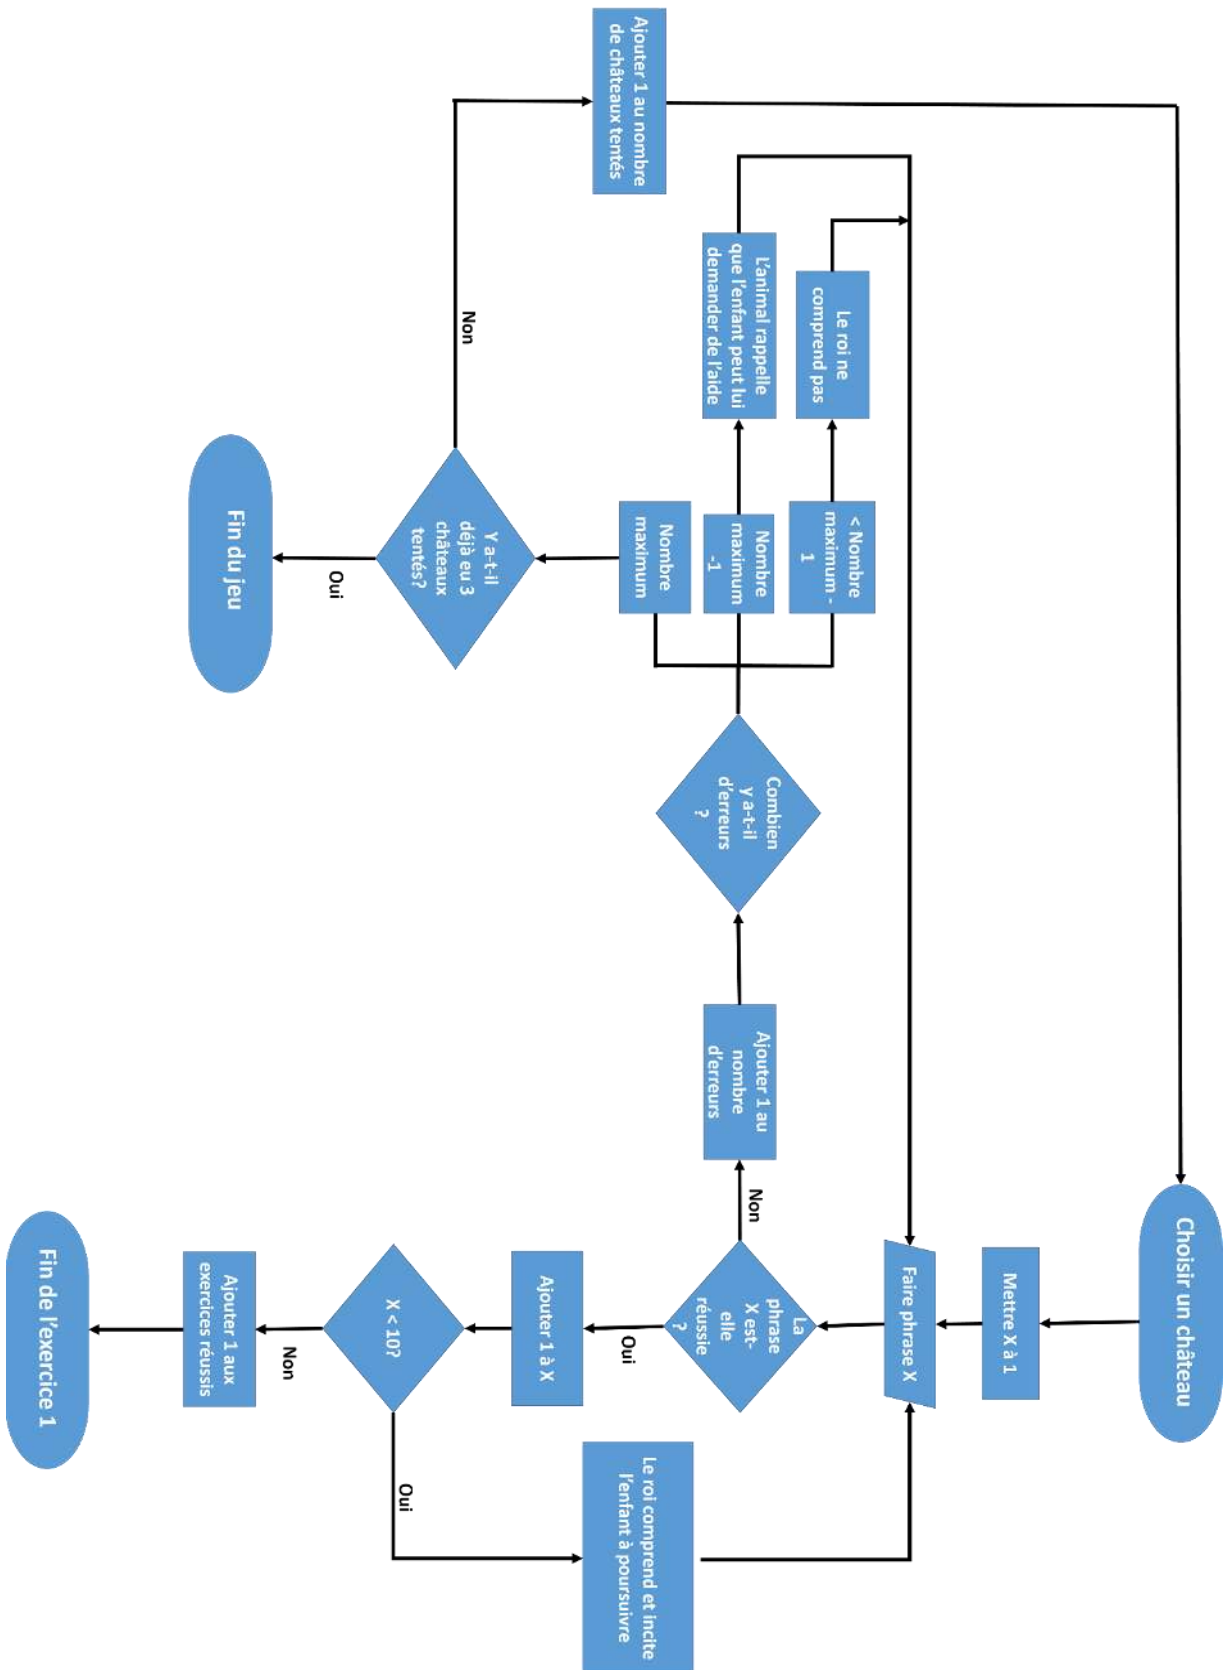 Choisir un château
Mettre X à 1
Faire phrase X
La
phrase
X est-
elle
réussie
?
Oui
Ajouter 1 à X
X < 10?
Non
Ajouter 1 aux
exercices réussis
Fin de l'exercice 1
Oui
Le roi comprend et incite
l'enfant à poursuivre
Non
Ajouter 1 au
nombre
d'erreurs
Combien
y a-t-il
d'erreurs
?
< Nombre
maximum -
1
Nombre
maximum
-1
Nombre
maximum
Le roi ne
comprend pas
L'animal rappelle
que l'enfant peut lui
demander de l'aide
Y a-t-il
déjà eu 3
châteaux
tentés?
Oui
Fin du jeu
Non
Ajouter 1 au nombre
de châteaux tentés